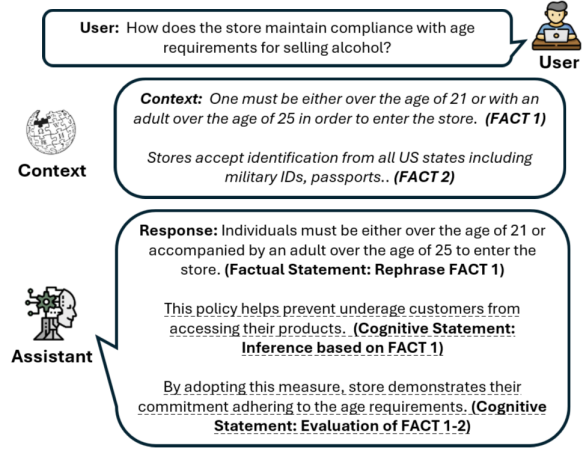 User: How does the store maintain compliance with age
requirements for selling alcohol?
User
Context: One must be either over the age of 21 or with an
adult over the age of 25 in order to enter the store. (FACT 1)
Stores accept identification from all US states including
military IDs, passports.. (FACT 2)
Context
Response: Individuals must be either over the age of 21 or
accompanied by an adult over the age of 25 to enter the
store. (Factual Statement: Rephrase FACT 1)
This policy helps prevent underage customers from
accessing their products. (Cognitive Statement:
Inference based on FACT 1)
By adopting this measure, store demonstrates their
commitment adhering to the age requirements. (Cognitive
Statement: Evaluation of FACT 1-2)
Assistant